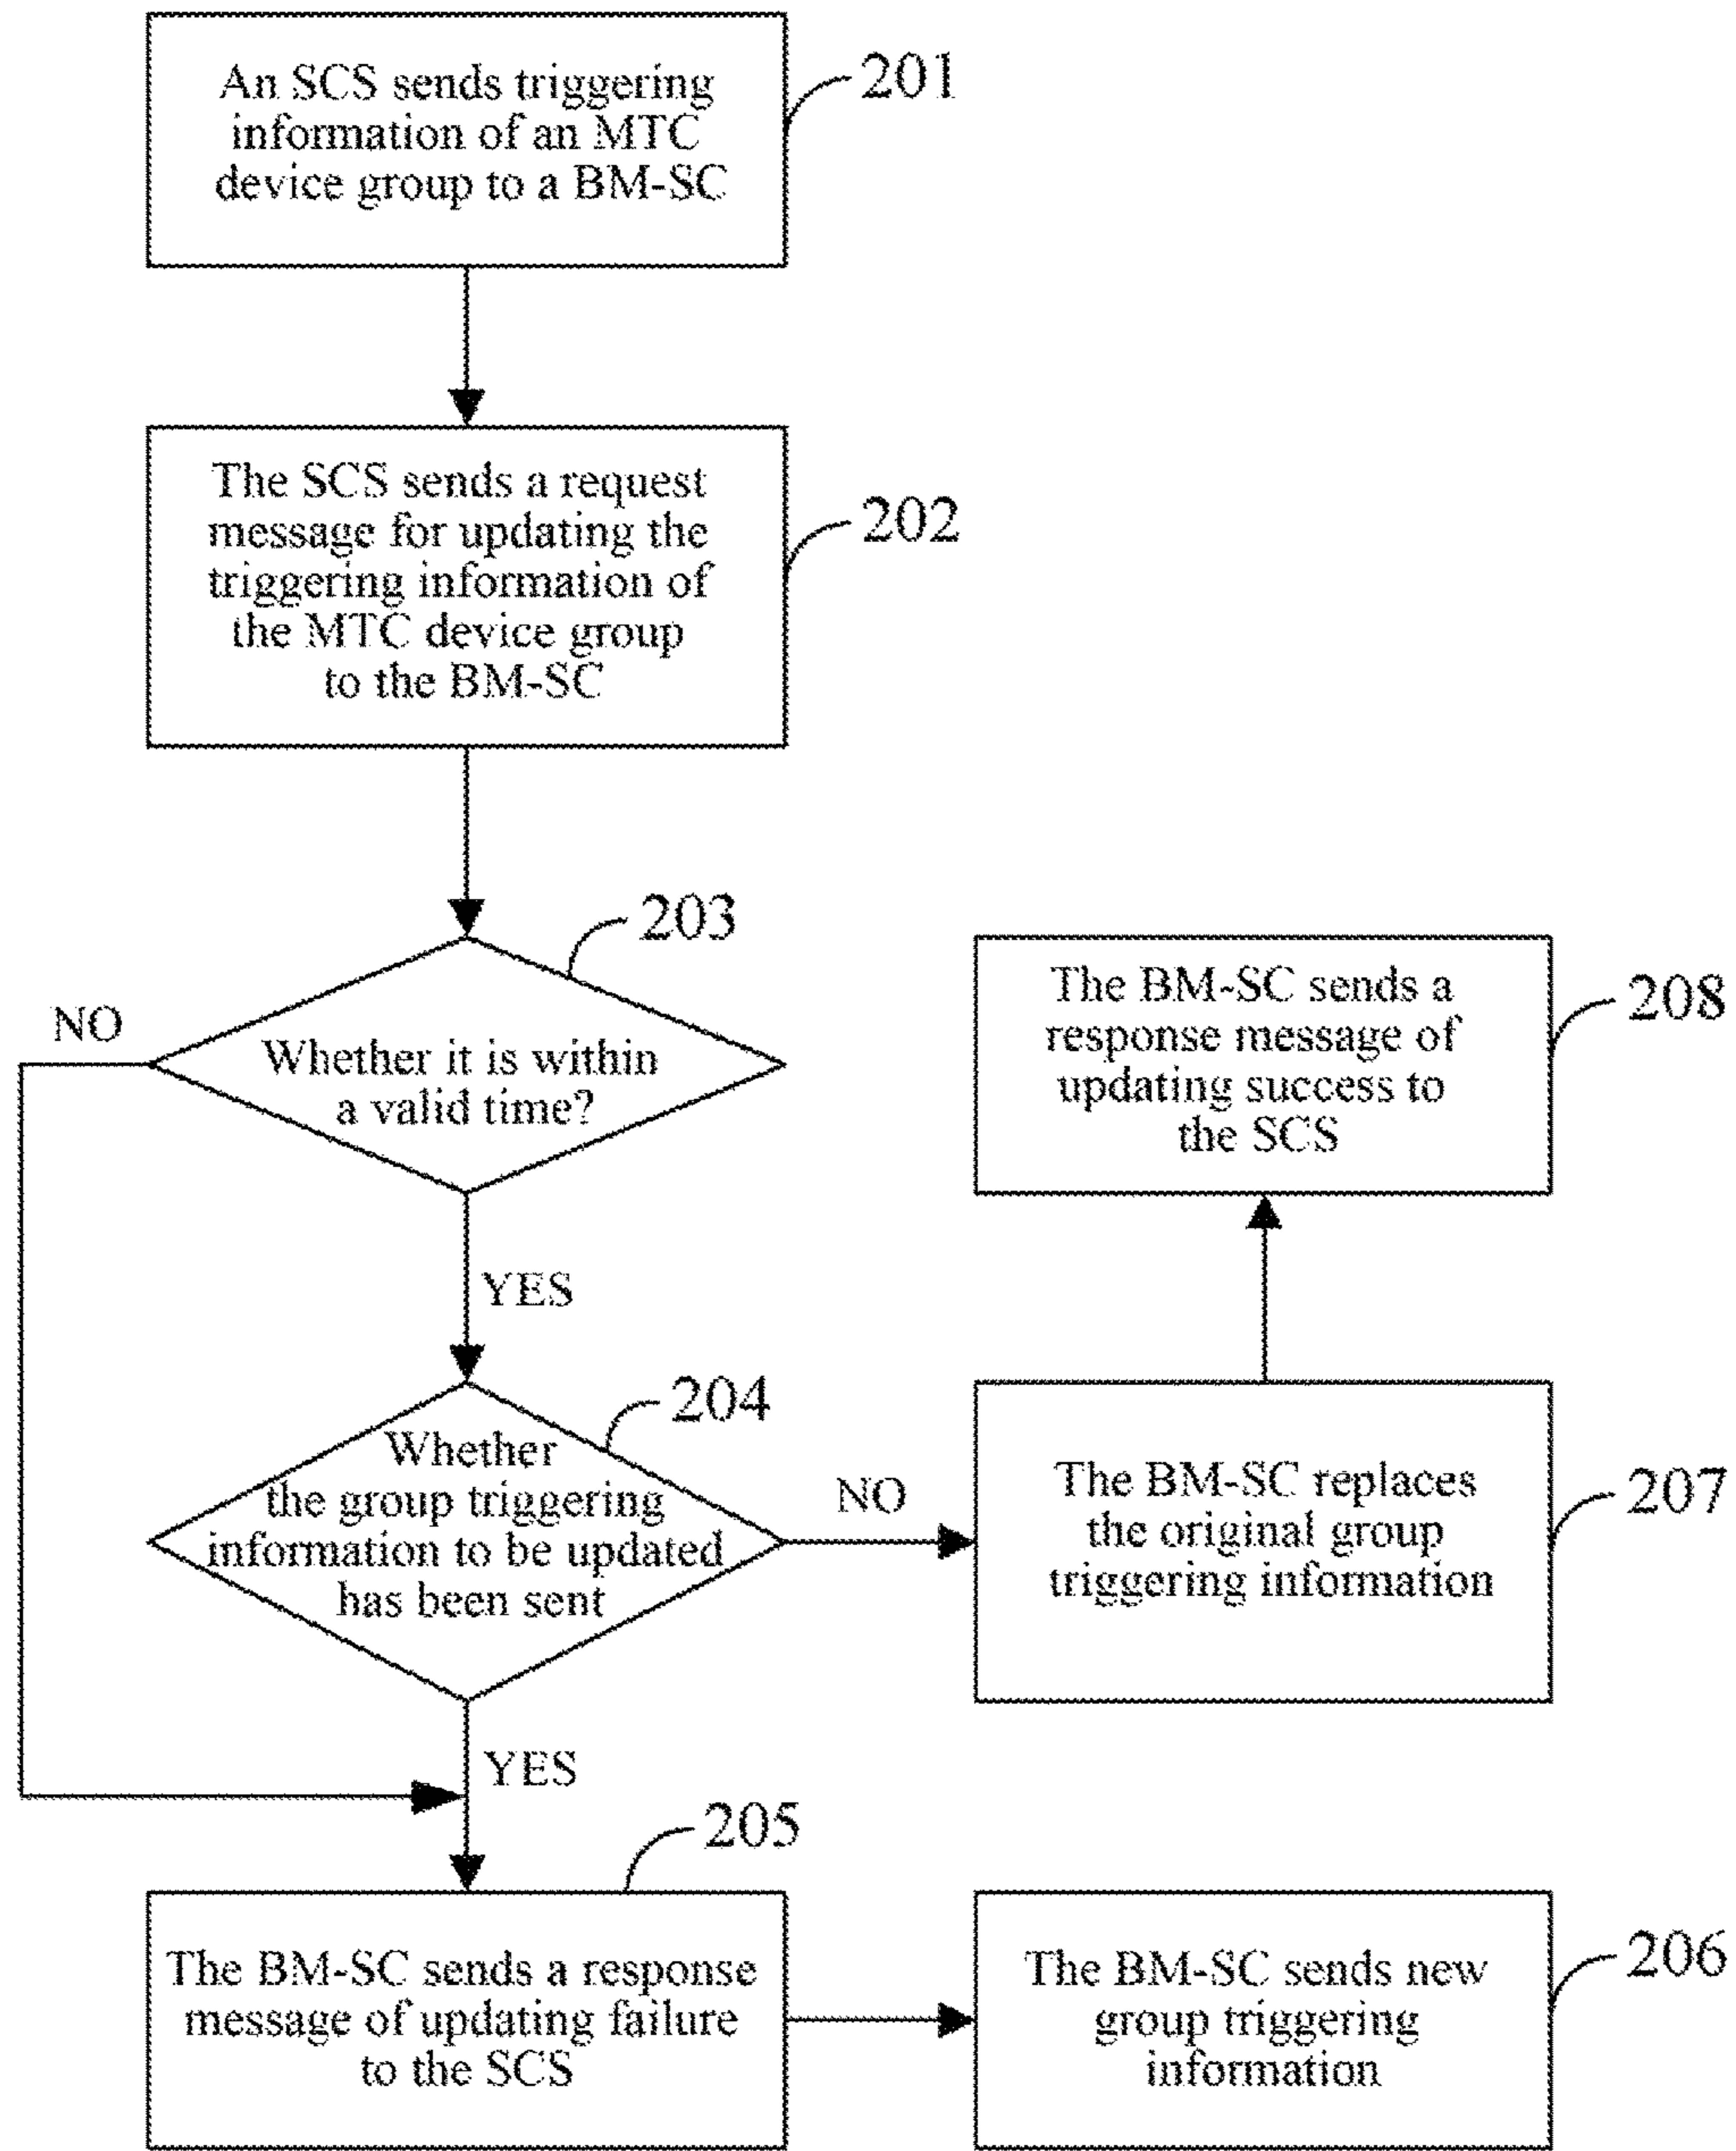 An SCS sends triggering
information of an MTC
device group to a BM-SC
201
The SCS sends a request
message for updating the
triggering information of
the MTC device group
to the BM-SC
202
203
NO
Whether it is within
a valid time?
YES
The BM-SC sends a
response message of
updating success to
the SCS
208
204
Whether
the group triggering
information to be updated
has been sent
NO
YES
The BM-SC replaces
the original group
triggering information
207
205
The BM-SC sends a response
message of updating failure
to the SCS
The BM-SC sends new
group triggering
information
206